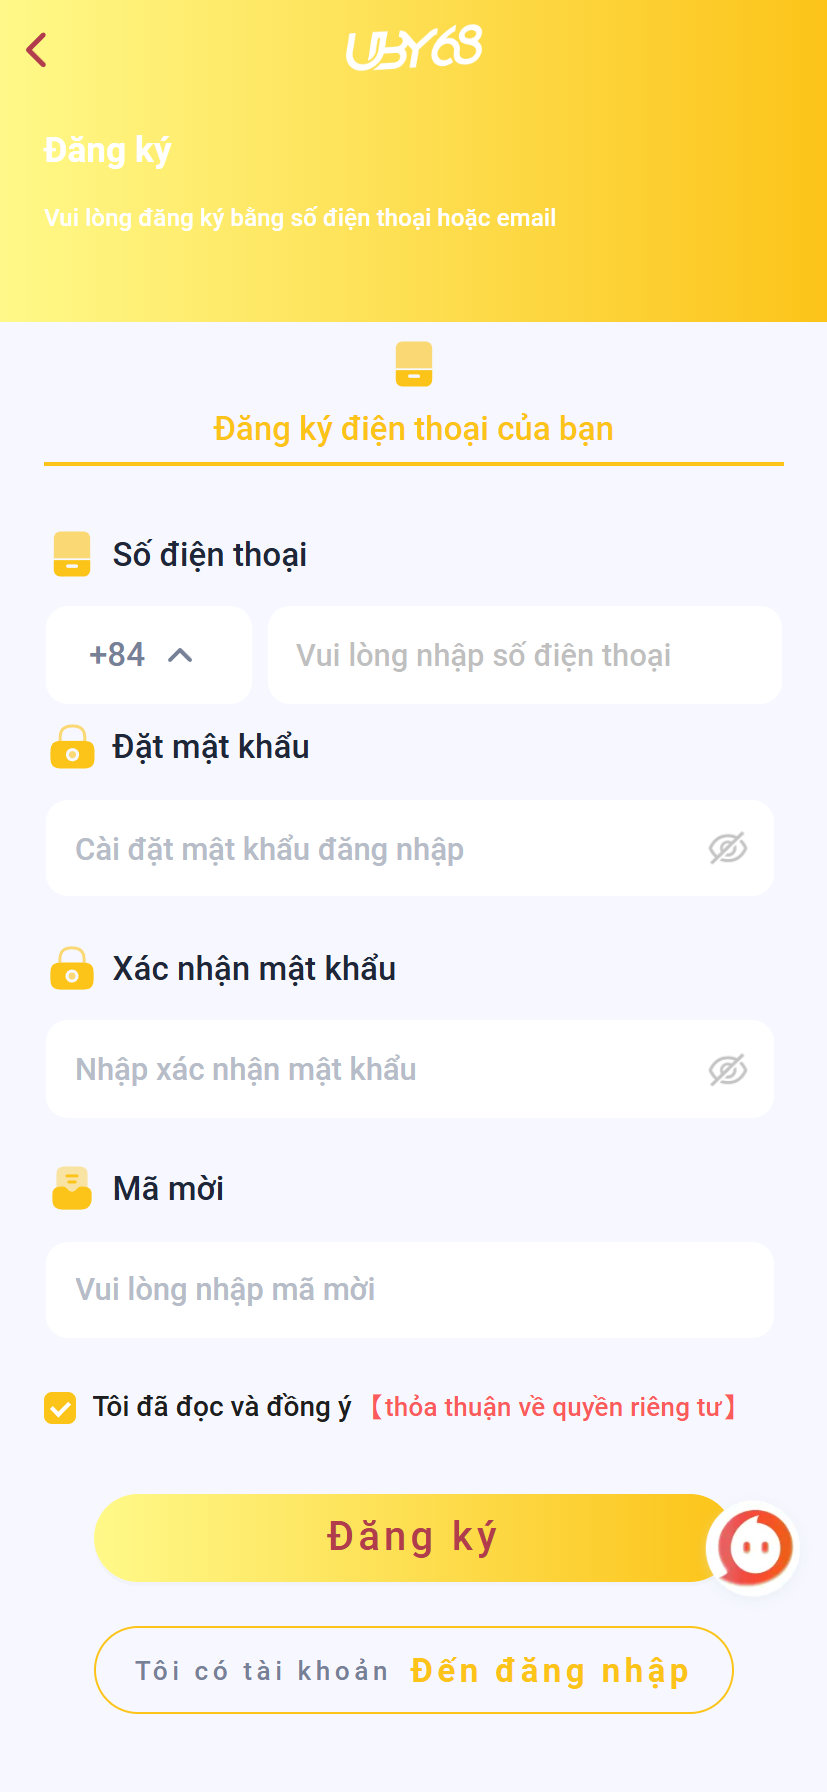 UBY68
Đăng ký
Vui lòng đăng ký bằng số điện thoại hoặc email
Đăng ký điện thoại của bạn
Số điện thoại
+84 Vui lòng nhập số điện thoại
Đặt mật khẩu
Cài đặt mật khẩu đăng nhập
Xác nhận mật khẩu
Nhập xác nhận mật khẩu
Mã mời
Vui lòng nhập mã mời
Tôi đã đọc và đồng ý【thỏa thuận về quyền riêng tư】
Đăng ký
Tôi có tài khoản Đến đăng nhập